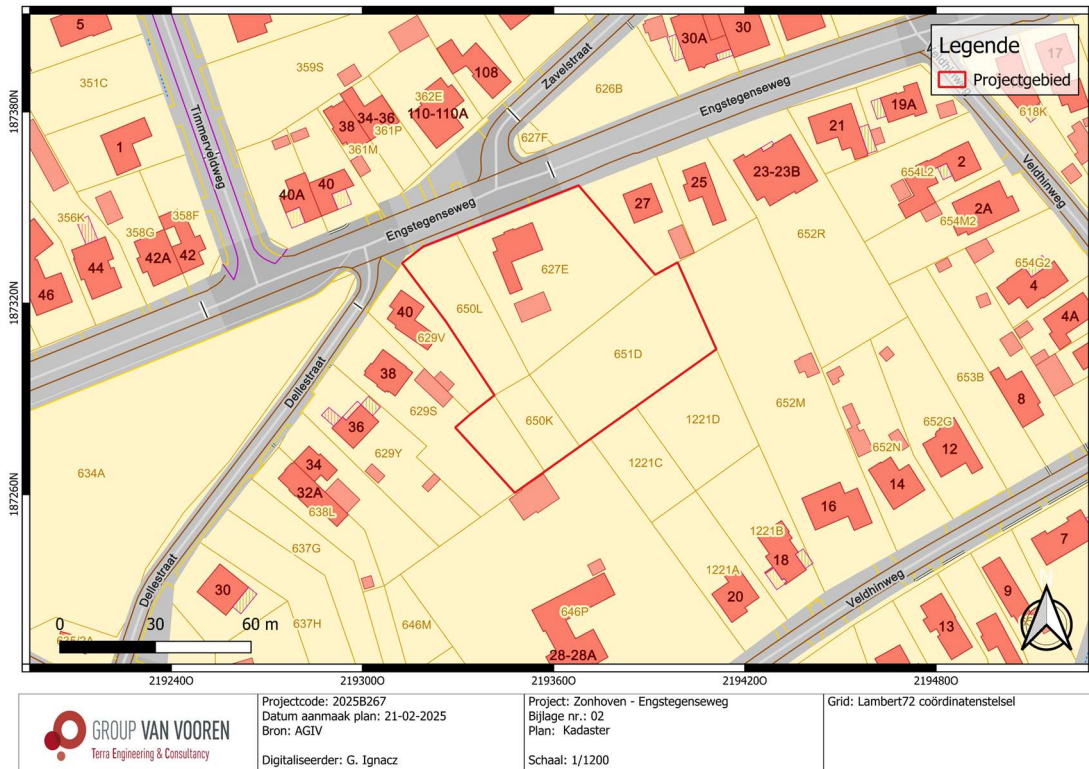 5
351C
Timmerveldweg
359S
108
362E
110-110A
34-36
38
361P
361M
Zavelstraat
626B
627F
30A
30
Engstegenseweg
Legende
Projectgebied
Veldhinweg
17
618K
19A
21
23-23B
2
654L2
2A
654M2
654G2
4
4A
1
40A
40
356K
358F
358G
42A
42
44
46
Engstegenseweg
27
25
652R
627E
650L
651D
40
629V
38
629S
36
629Y
650K
634A
Dellestraat
34
32A
638L
637G
30
637H
646M
1221D
1221C
652M
652N
652G
653B
8
12
14
16
1221B
18
1221A
20
646P
28-28A
Veldhinweg
7
9
13
Dellestraat
0
30
60 m
187380N
187320N
187260N
2192400
2193000
2193600
2194200
2194800
GROUP VAN VOOREN
Terra Engineering & Consultancy
Projectcode: 2025B267
Datum aanmaak plan: 21-02-2025
Bron: AGIV
Digitaliseerder: G. Ignacz
Project: Zonhoven - Engstegenseweg
Bijlage nr.: 02
Plan: Kadaster
Schaal: 1/1200
Grid: Lambert72 coördinatenstelsel